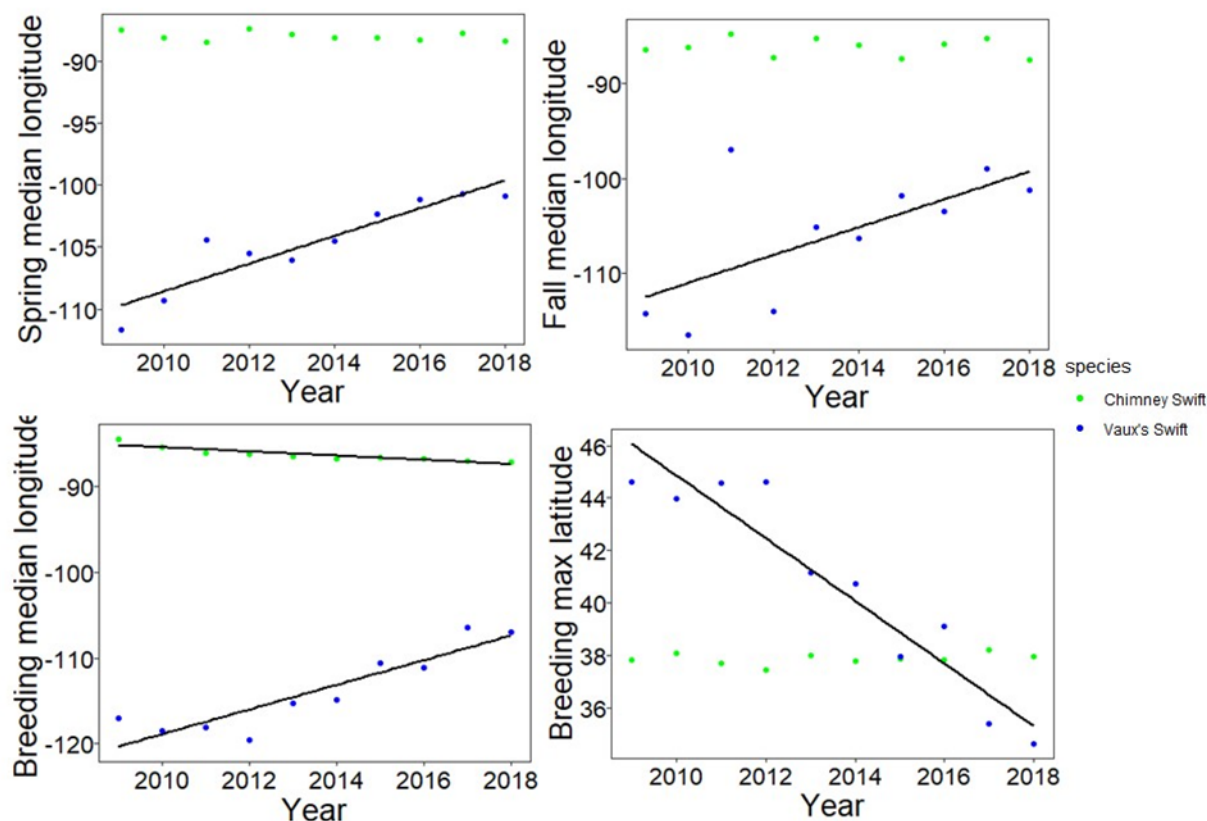 Spring median longitude
-90
-95
-100
-105
-110
2010 2012 2014 2016 2018
Year
Fall median longitude
-90
-100
-110
2010 2012 2014 2016 2018
Year
species
Chimney Swift
Vaux's Swift
Breeding median longitude
-90
-100
-110
-120
2010 2012 2014 2016 2018
Year
Breeding max latitude
46
44
42
40
38
36
2010 2012 2014 2016 2018
Year